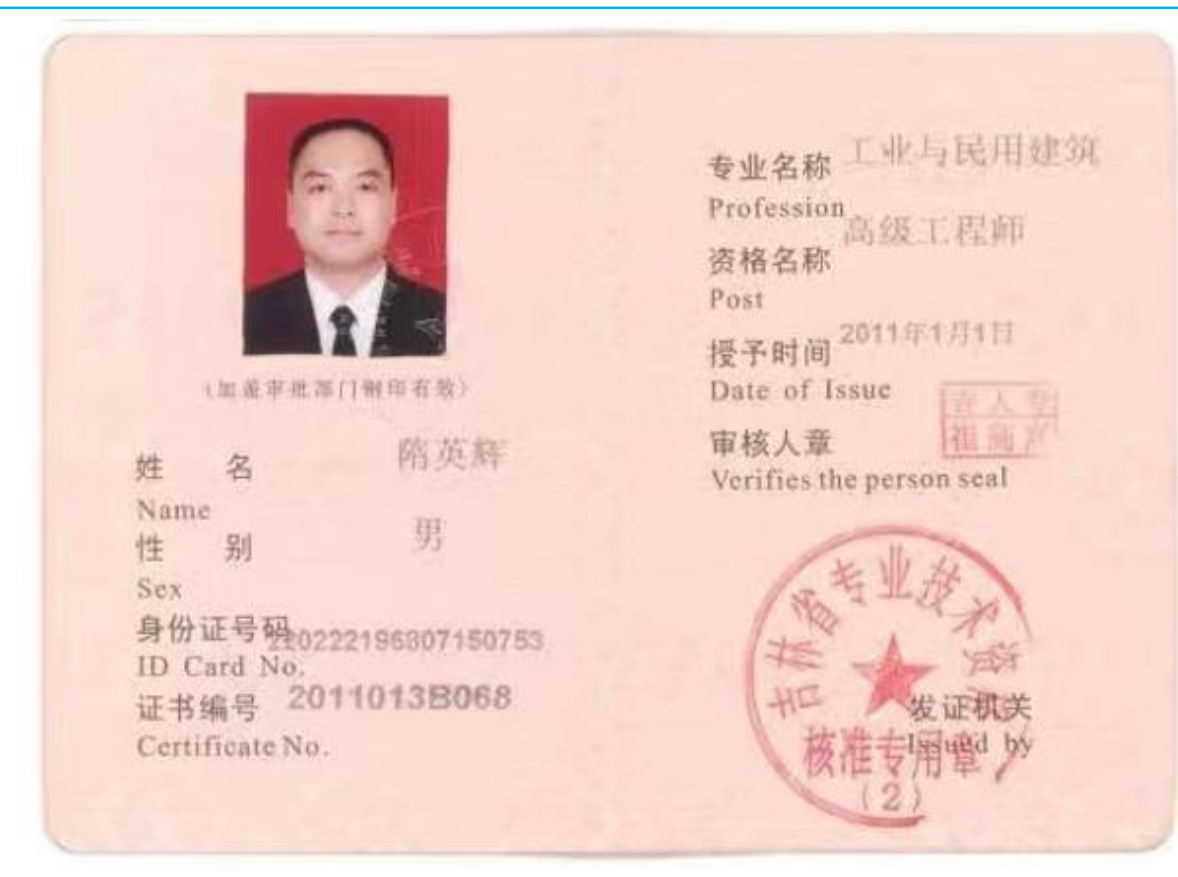 (加盖审批部门钢印有效)
姓 名 隋英辉
Name
性 别 男
Sex
身份证号码
ID Card No.
证书编号 2011013B068
Certificate No.
专业名称 工业与民用建筑
Profession
资格名称 高级工程师
Post
授予时间 2011年1月1日
Date of Issue
审核人章
Verifies the person seal
吉林省专业技术资格
核准专用章
(2)
发证机关
Issued by